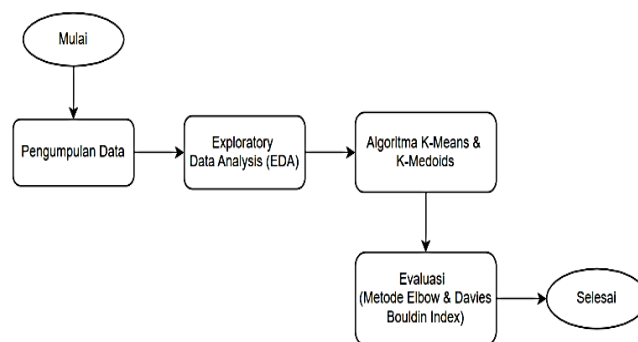 Mulai
Pengumpulan Data
Exploratory
Data Analysis (EDA)
Algoritma K-Means &
K-Medoids
Evaluasi
(Metode Elbow & Davies
Bouldin Index)
Selesai